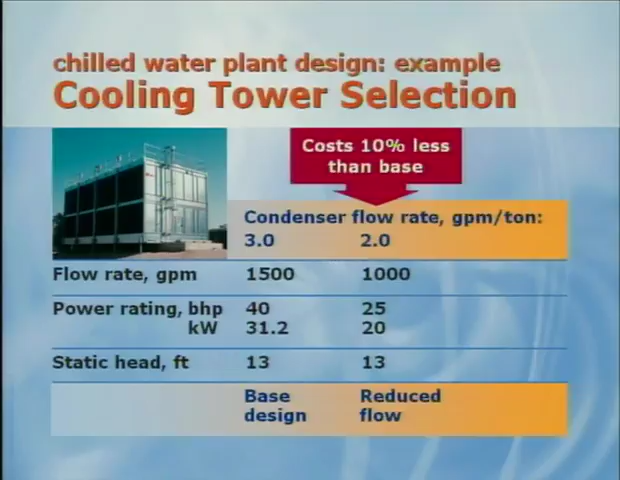 chilled water plant design: example
Cooling Tower Selection
Costs 10% less
than base
Condenser flow rate, gpm/ton:
3.0 2.0
Flow rate, gpm 1500 1000
Power rating, bhp 40 25
kW 31.2 20
Static head, ft 13 13
Base Reduced
design flow